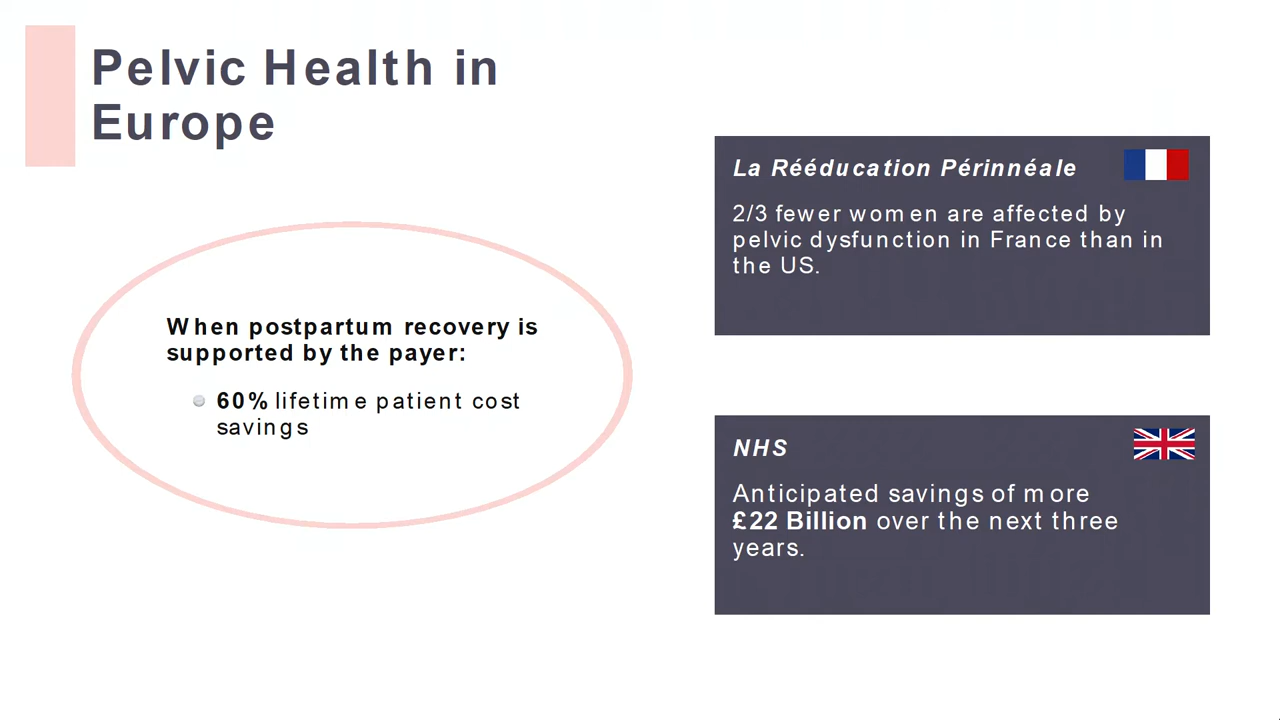 Pelvic Health in
Europe
When postpartum recovery is
supported by the payer:
60% lifetime patient cost
savings
La Rééducation Périnnéale
2/3 fewer women are affected by
pelvic dysfunction in France than in
the US.
NHS
Anticipated savings of more
£22 Billion over the next three
years.